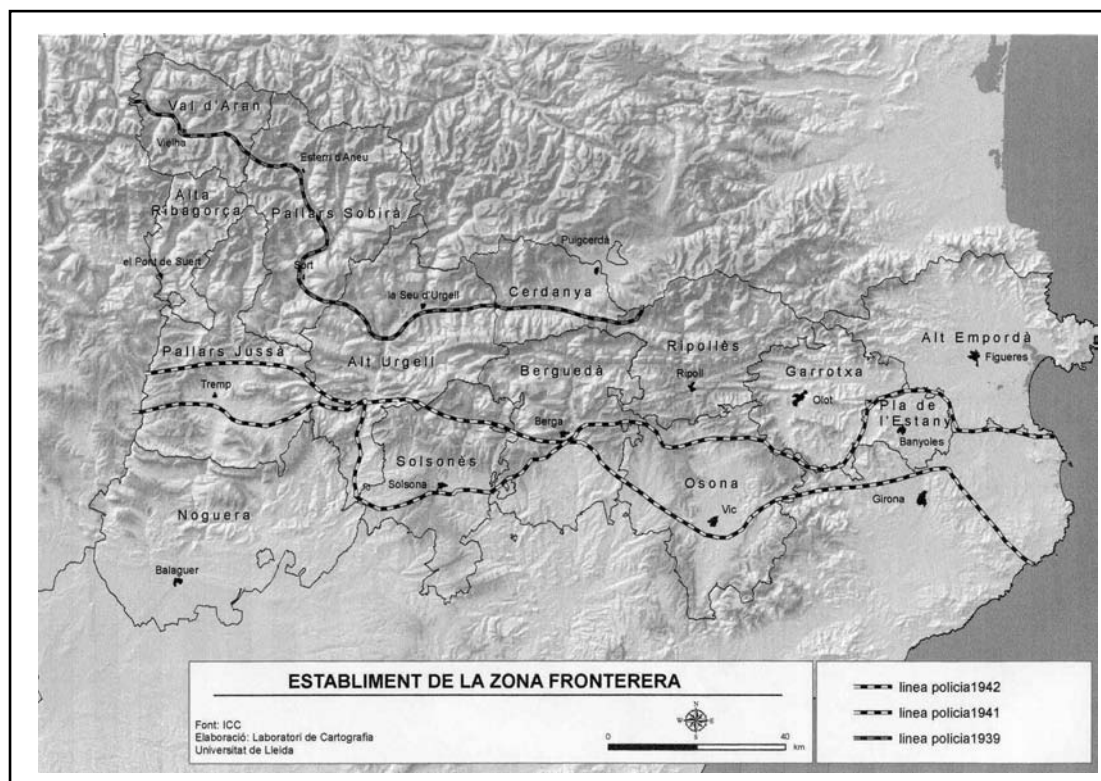 Val d'Aran
Vielha
Esterri d'Aneu
Alta
Ribagorça
Pallars Sobirà
el Pont de Suert
Sort
Puigcerdà
la Seu d'Urgell
Cerdanya
Pallars Jussà
Alt Urgell
Berguedà
Ripollès
Ripoll
Garrotxa
Olot
Alt Empordà
Figueres
Tremp
Pla de
l'Estany
Banyoles
Berga
Solsonès
Solsona
Osona
Vic
Girona
Noguera
Balaguer
ESTABLIMENT DE LA ZONA FRONTERERA
Font: ICC
Elaboració: Laboratori de Cartografia
Universitat de Lleida
N
W E
S
0 40
km
linea policia1942
linea policia1941
linea policia1939